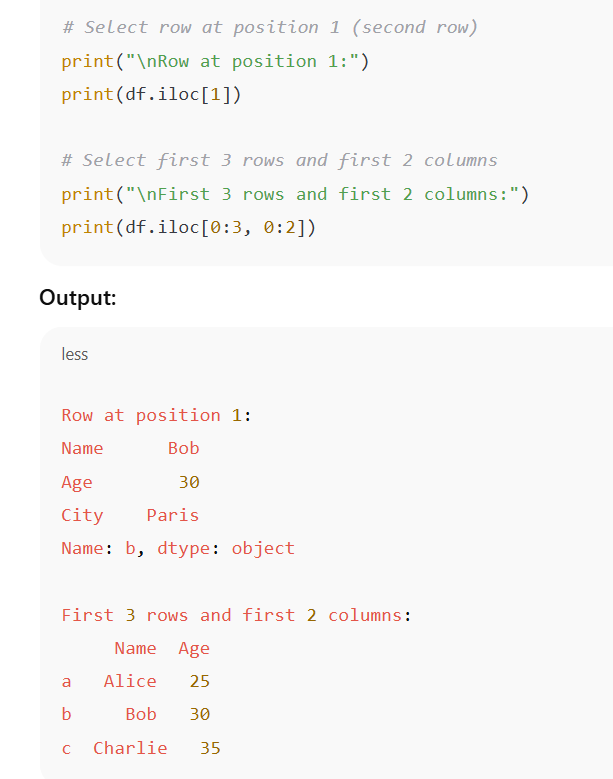 # Select row at position 1 (second row)
print("\nRow at position 1:")
print(df.iloc[1])
# Select first 3 rows and first 2 columns
print("\nFirst 3 rows and first 2 columns:")
print(df.iloc[0:3, 0:2])
Output:
less
Row at position 1:
Name      Bob
Age        30
City    Paris
Name: b, dtype: object
First 3 rows and first 2 columns:
     Name  Age
a   Alice   25
b     Bob   30
c  Charlie   35